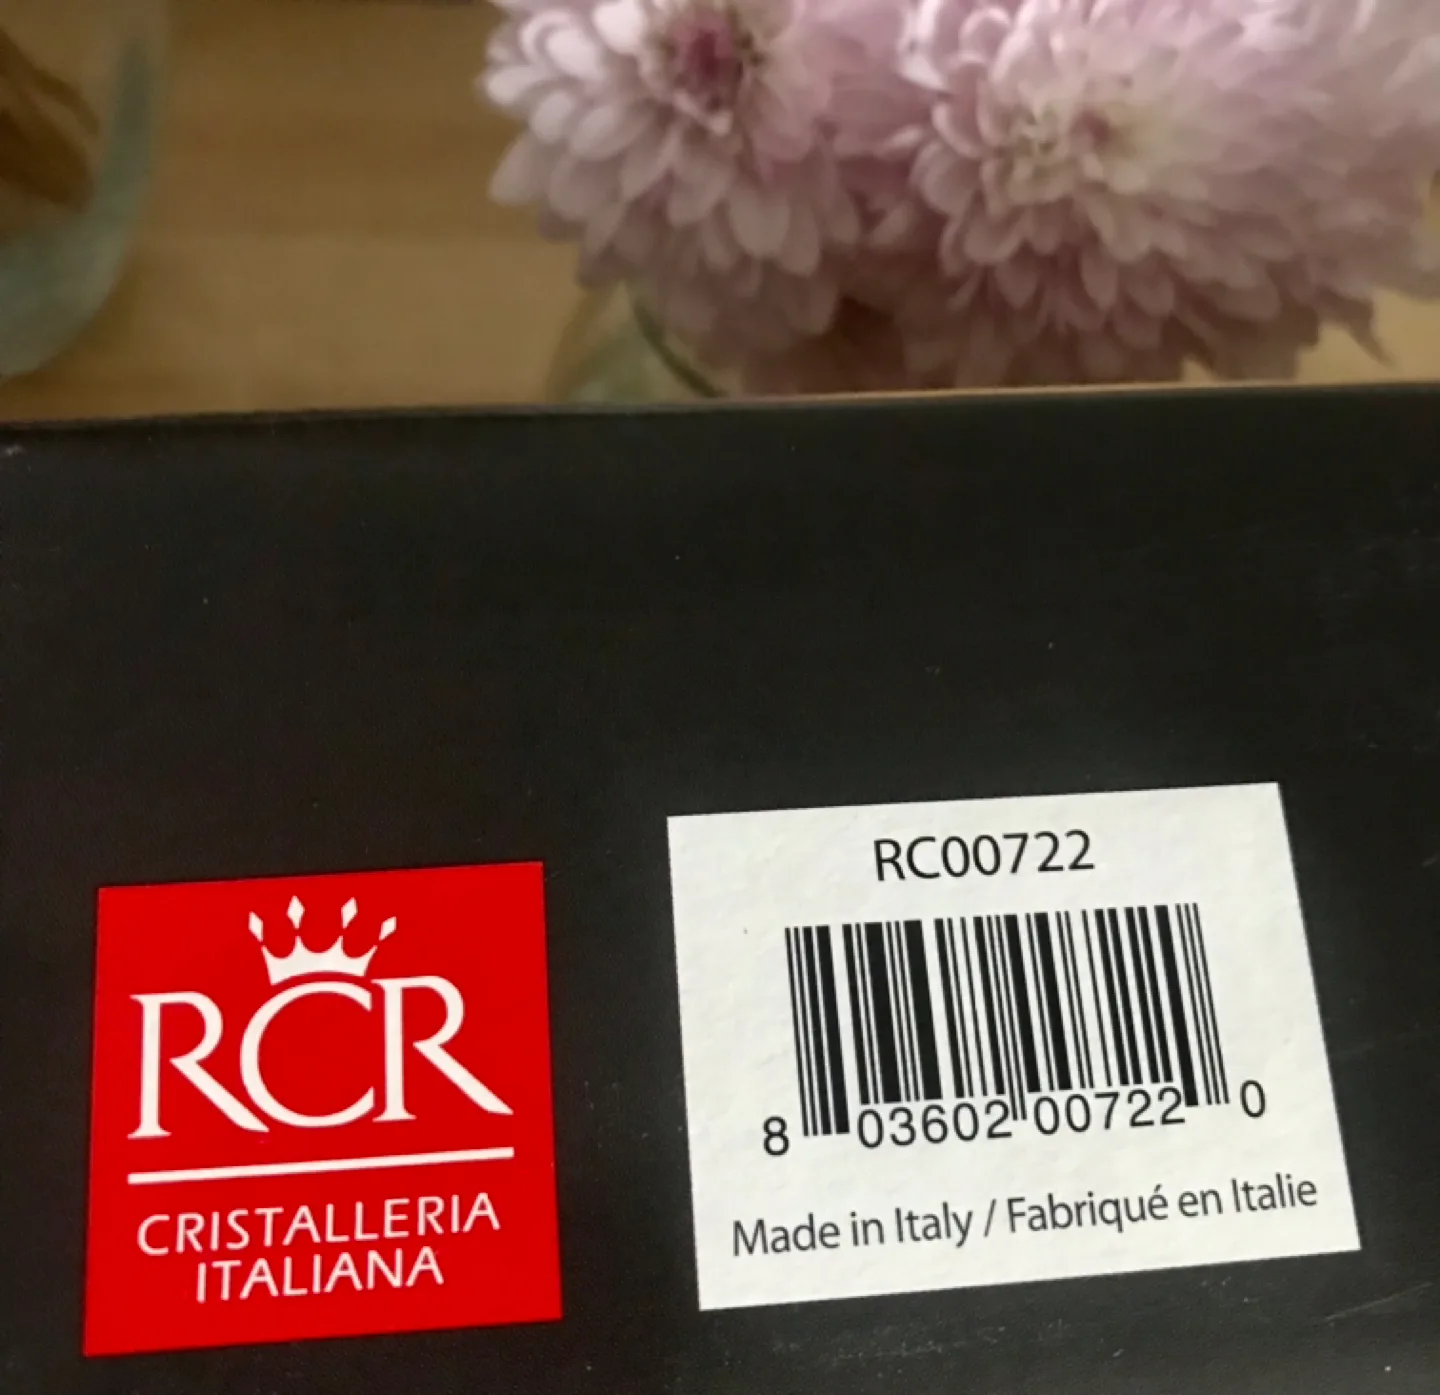 RCR
CRISTALLERIA
ITALIANA
RC00722
8 03602 00722 0
Made in Italy / Fabriqué en Italie